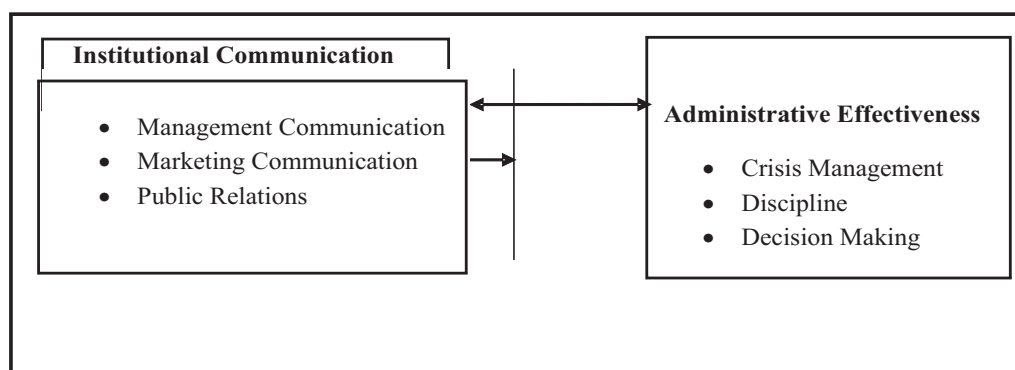 Institutional Communication
• Management Communication
• Marketing Communication
• Public Relations
Administrative Effectiveness
• Crisis Management
• Discipline
• Decision Making